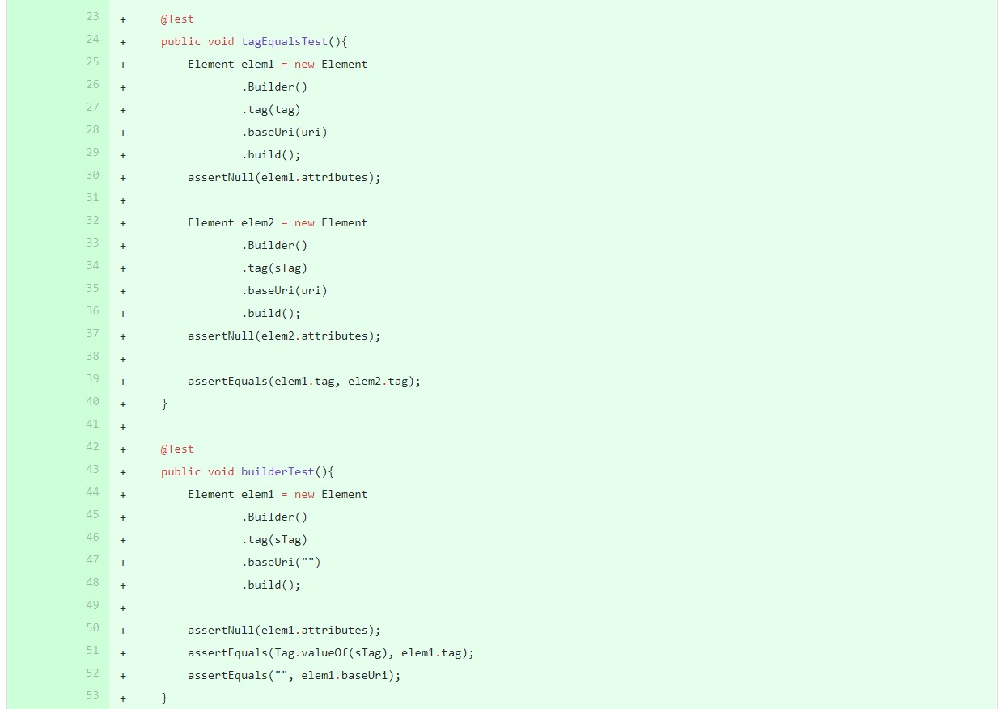 23 +     @Test
24 +     public void tagEqualsTest(){
25 +         Element elem1 = new Element
26 +                 .Builder()
27 +                 .tag(tag)
28 +                 .baseUri(uri)
29 +                 .build();
30 +         assertNull(elem1.attributes);
31 +
32 +         Element elem2 = new Element
33 +                 .Builder()
34 +                 .tag(sTag)
35 +                 .baseUri(uri)
36 +                 .build();
37 +         assertNull(elem2.attributes);
38 +
39 +         assertEquals(elem1.tag, elem2.tag);
40 +     }
41 +
42 +     @Test
43 +     public void builderTest(){
44 +         Element elem1 = new Element
45 +                 .Builder()
46 +                 .tag(sTag)
47 +                 .baseUri("")
48 +                 .build();
49 +
50 +         assertNull(elem1.attributes);
51 +         assertEquals(Tag.valueOf(sTag), elem1.tag);
52 +         assertEquals("", elem1.baseUri);
53 +     }